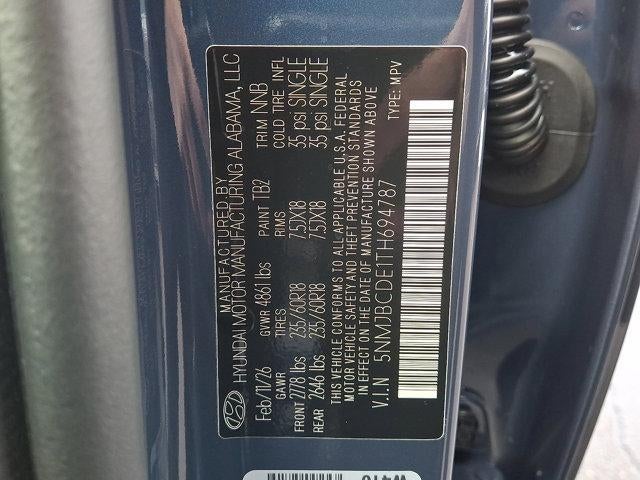 MANUFACTURED BY
HYUNDAI MOTOR MANUFACTURING ALABAMA, LLC
Feb/11/26 GVWR 4861 lbs PAINT TB2 TRIM NNB
GAWR TIRES RIMS COLD TIRE INFL
FRONT 2778 lbs 235/60R18 7.5JX18 35 psi SINGLE
REAR 2646 lbs 235/60R18 7.5JX18 35 psi SINGLE
THIS VEHICLE CONFORMS TO ALL APPLICABLE U.S.A. FEDERAL
MOTOR VEHICLE SAFETY AND THEFT PREVENTION STANDARDS
IN EFFECT ON THE DATE OF MANUFACTURE SHOWN ABOVE
V.I.N 5NMJBCDE1TH694787 TYPE: MPV